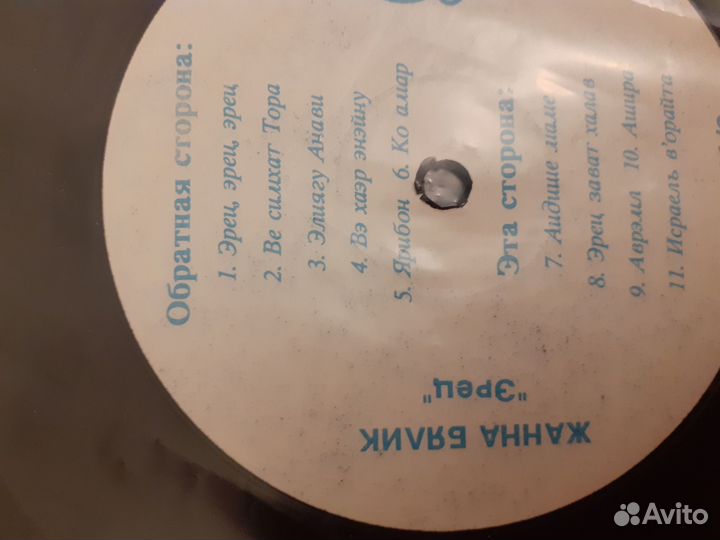 Обратная сторона:
1. Эрец, эрец, эрец
2. Ве симхат Тора
3. Элиягу Анави
4. Вэ хаэр энэйну
5. Ярибон 6. Ко амар
Эта сторона:
7. Аидише маме
8. Эрец зават халав
9. Аврэмл 10. Ашира
11. Исраель в'орайта
ЖАННА БЯЛИК
"Эрец"
Avito